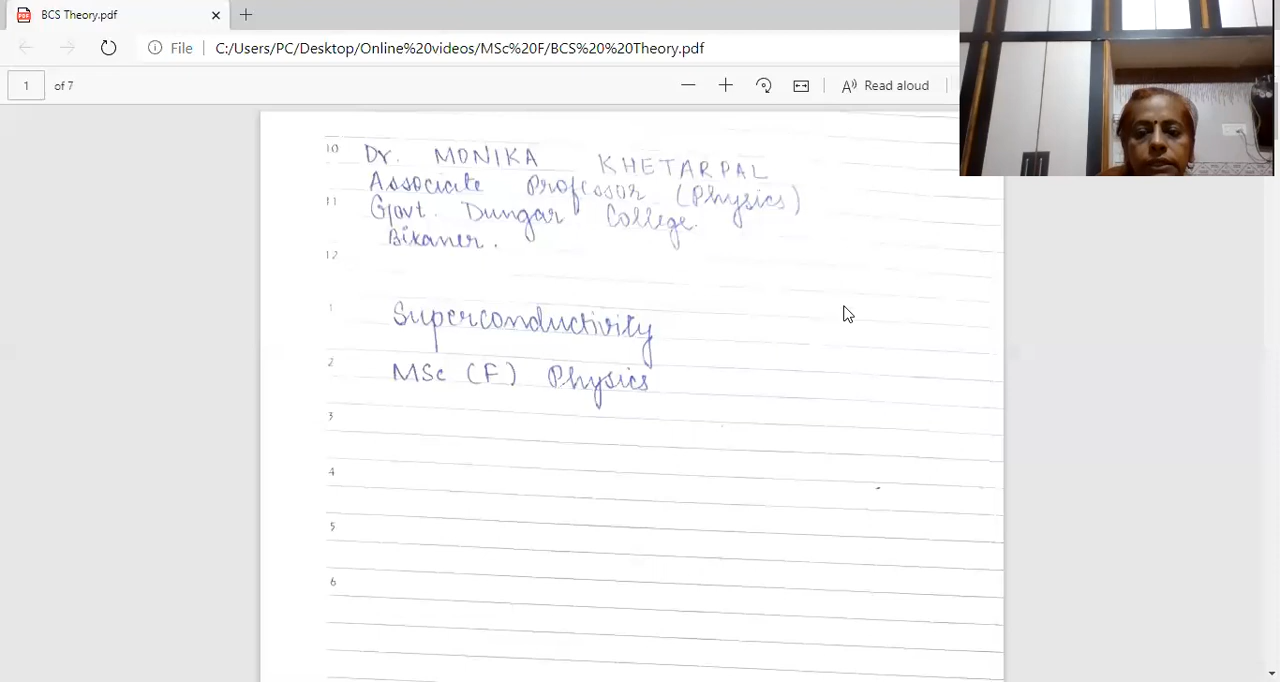 BCS Theory.pdf
File
C:/Users/PC/Desktop/Online%20videos/MSc%20F/BCS%20%20Theory.pdf
1 of 7
Read aloud
10
Dr. MONIKA KHETARPAL
Associate Professor (Physics)
11
Govt. Dungar College.
Bikaner.
12
1
Superconductivity
2
MSc (F) Physics
3
4
5
6